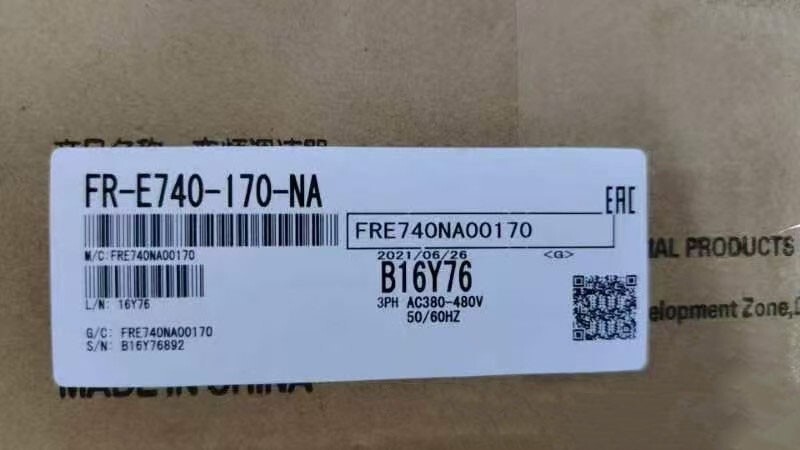 FR-E740-170-NA
EAC
FRE740NA00170
M/C:FRE740NA00170
2021/06/26 <G>
B16Y76
L/N: 16Y76
3PH AC380-480V
50/60HZ
G/C: FRE740NA00170
S/N: B16Y76892
IAL PRODUCTS
elopment Zone,
MADE IN CHINA